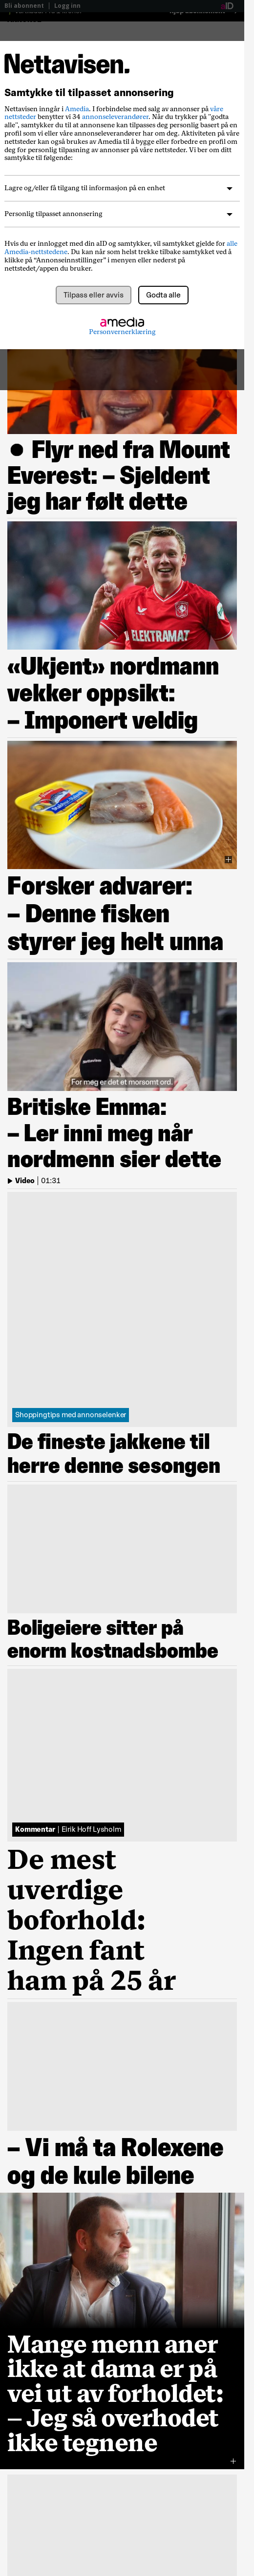 Bli abonnent | Logg inn
aID
Nettavisen.
Samtykke til tilpasset annonsering
Nettavisen inngår i Amedia. I forbindelse med salg av annonser på våre
nettsteder benytter vi 34 annonseleverandører. Når du trykker på "godta
alle", samtykker du til at annonsene kan tilpasses deg personlig basert på en
profil som vi eller våre annonseleverandører har om deg. Aktiviteten på våre
nettsteder kan også brukes av Amedia til å bygge eller forbedre en profil om
deg for personlig tilpasning av annonser på våre nettsteder. Vi ber om ditt
samtykke til følgende:
Lagre og/eller få tilgang til informasjon på en enhet
Personlig tilpasset annonsering
Hvis du er innlogget med din aID og samtykker, vil samtykket gjelde for alle
Amedia-nettstedene. Du kan når som helst trekke tilbake samtykket ved å
klikke på “Annonseinnstillinger” i menyen eller nederst på
nettstedet/appen du bruker.
Tilpass eller avvis
Godta alle
amedia
Personvernerklæring
● Flyr ned fra Mount
Everest: – Sjeldent
jeg har følt dette
ELEKTRAMAT
«Ukjent» nordmann
vekker oppsikt:
– Imponert veldig
Forsker advarer:
– Denne fisken
styrer jeg helt unna
Nettavisen
For meg er det et morsomt ord.
Britiske Emma:
– Ler inni meg når
nordmenn sier dette
Video | 01:31
Shoppingtips med annonselenker
De fineste jakkene til
herre denne sesongen
Boligeiere sitter på
enorm kostnadsbombe
Kommentar | Eirik Hoff Lysholm
De mest
uverdige
boforhold:
Ingen fant
ham på 25 år
– Vi må ta Rolexene
og de kule bilene
Mange menn aner
ikke at dama er på
vei ut av forholdet:
– Jeg så overhodet
ikke tegnene